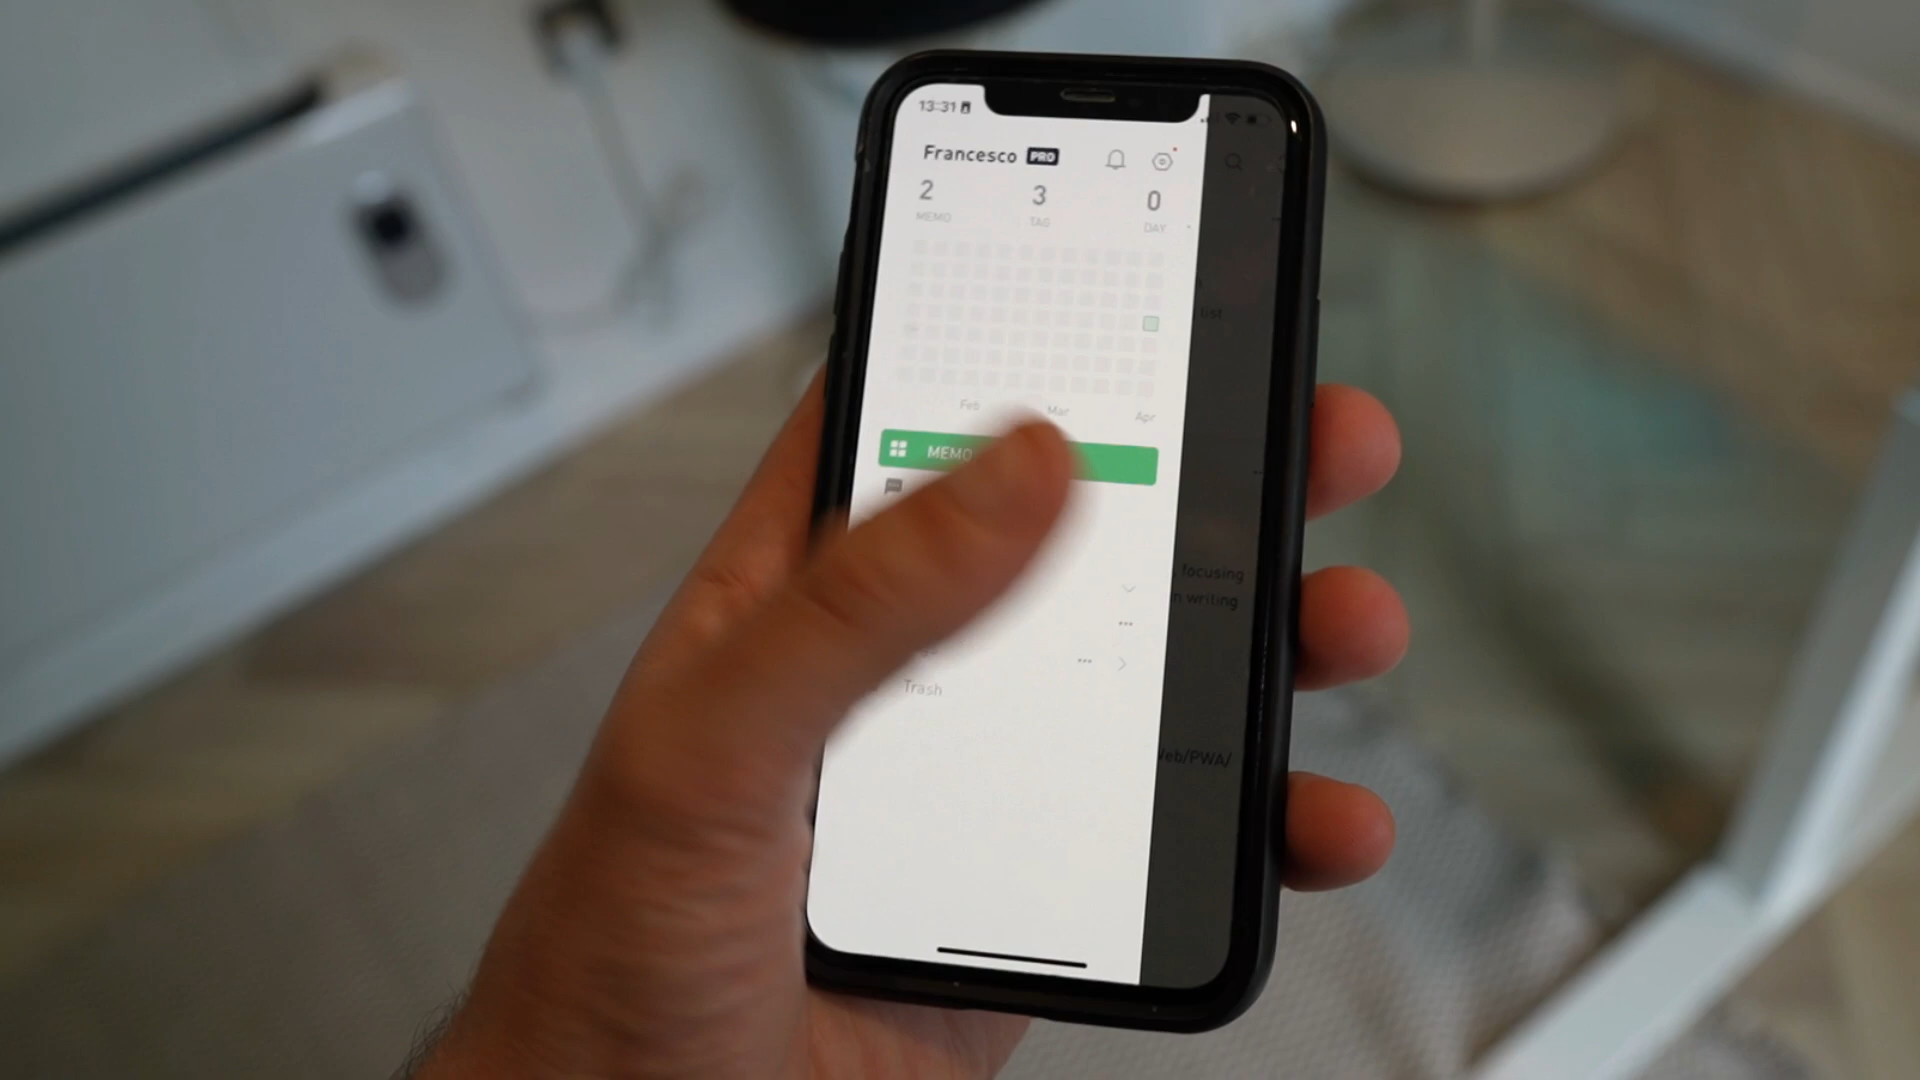 13:31
Francesco PRO
2 3 0
MEMO TAG DAY
list
Feb Mar Apr
MEMO
focusing
writing
Trash
/PWA/